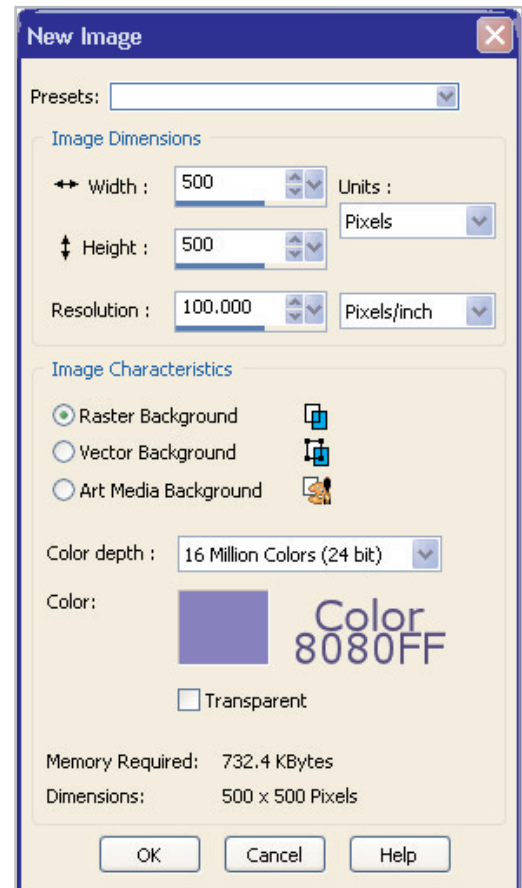 New Image
Presets:
Image Dimensions
Width : 500 Units :
Pixels
Height : 500
Resolution : 100.000 Pixels/inch
Image Characteristics
Raster Background
Vector Background
Art Media Background
Color depth : 16 Million Colors (24 bit)
Color: Color
8080FF
Transparent
Memory Required: 732.4 KBytes
Dimensions: 500 x 500 Pixels
OK Cancel Help